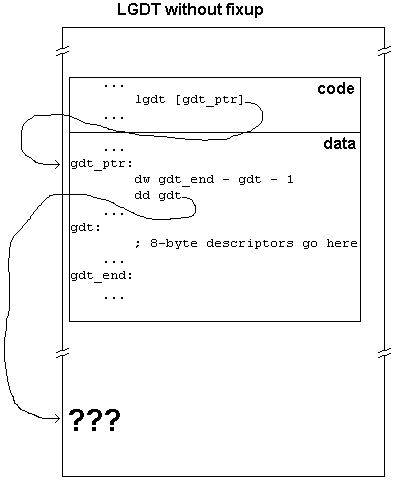 LGDT without fixup
...
code
lgdt [gdt_ptr]
...
data
...
gdt_ptr:
dw gdt_end - gdt - 1
dd gdt
...
gdt:
; 8-byte descriptors go here
...
gdt_end:
...
???